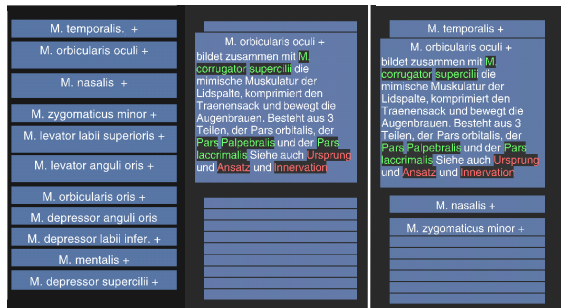 M. temporalis. +
M. orbicularis oculi +
M. nasalis +
M. zygomaticus minor +
M. levator labii superioris +
M. levator anguli oris +
M. orbicularis oris +
M. depressor anguli oris
M. depressor labii infer. +
M. mentalis +
M. depressor supercilii +
M. orbicularis oculi +
bildet zusammen mit M.
corrugator supercilii die
mimische Muskulatur der
Lidspalte, komprimiert den
Traenensack und bewegt die
Augenbrauen. Besteht aus 3
Teilen, der Pars orbitalis, der
Pars Palpebralis und der Pars
laccrimalis Siehe auch Ursprung
und Ansatz und Innervation
M. temporalis +
M. orbicularis oculi +
bildet zusammen mit M.
corrugator supercilii die
mimische Muskulatur der
Lidspalte, komprimiert den
Traenensack und bewegt die
Augenbrauen. Besteht aus 3
Teilen, der Pars orbitalis, der
Pars Palpebralis und der Pars
laccrimalis Siehe auch Ursprung
und Ansatz und Innervation
M. nasalis +
M. zygomaticus minor +